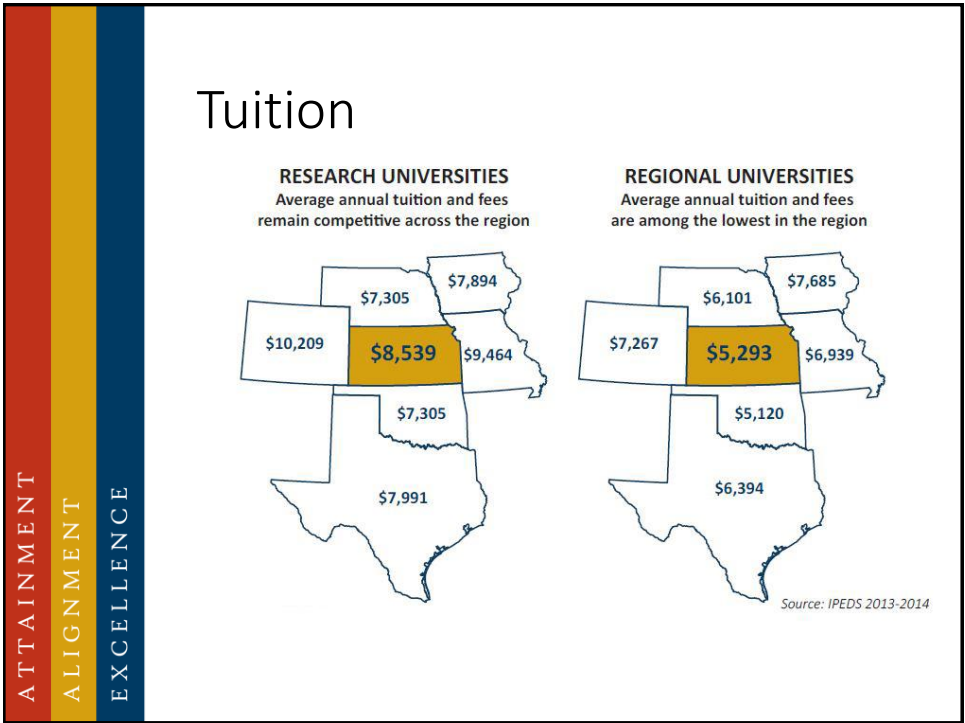 Tuition
RESEARCH UNIVERSITIES
Average annual tuition and fees
remain competitive across the region
$7,894
$7,305
$10,209
$8,539
$9,464
$7,305
$7,991
REGIONAL UNIVERSITIES
Average annual tuition and fees
are among the lowest in the region
$7,685
$6,101
$7,267
$5,293
$6,939
$5,120
$6,394
Source: IPEDS 2013-2014
ATTAINMENT
ALIGNMENT
EXCELLENCE